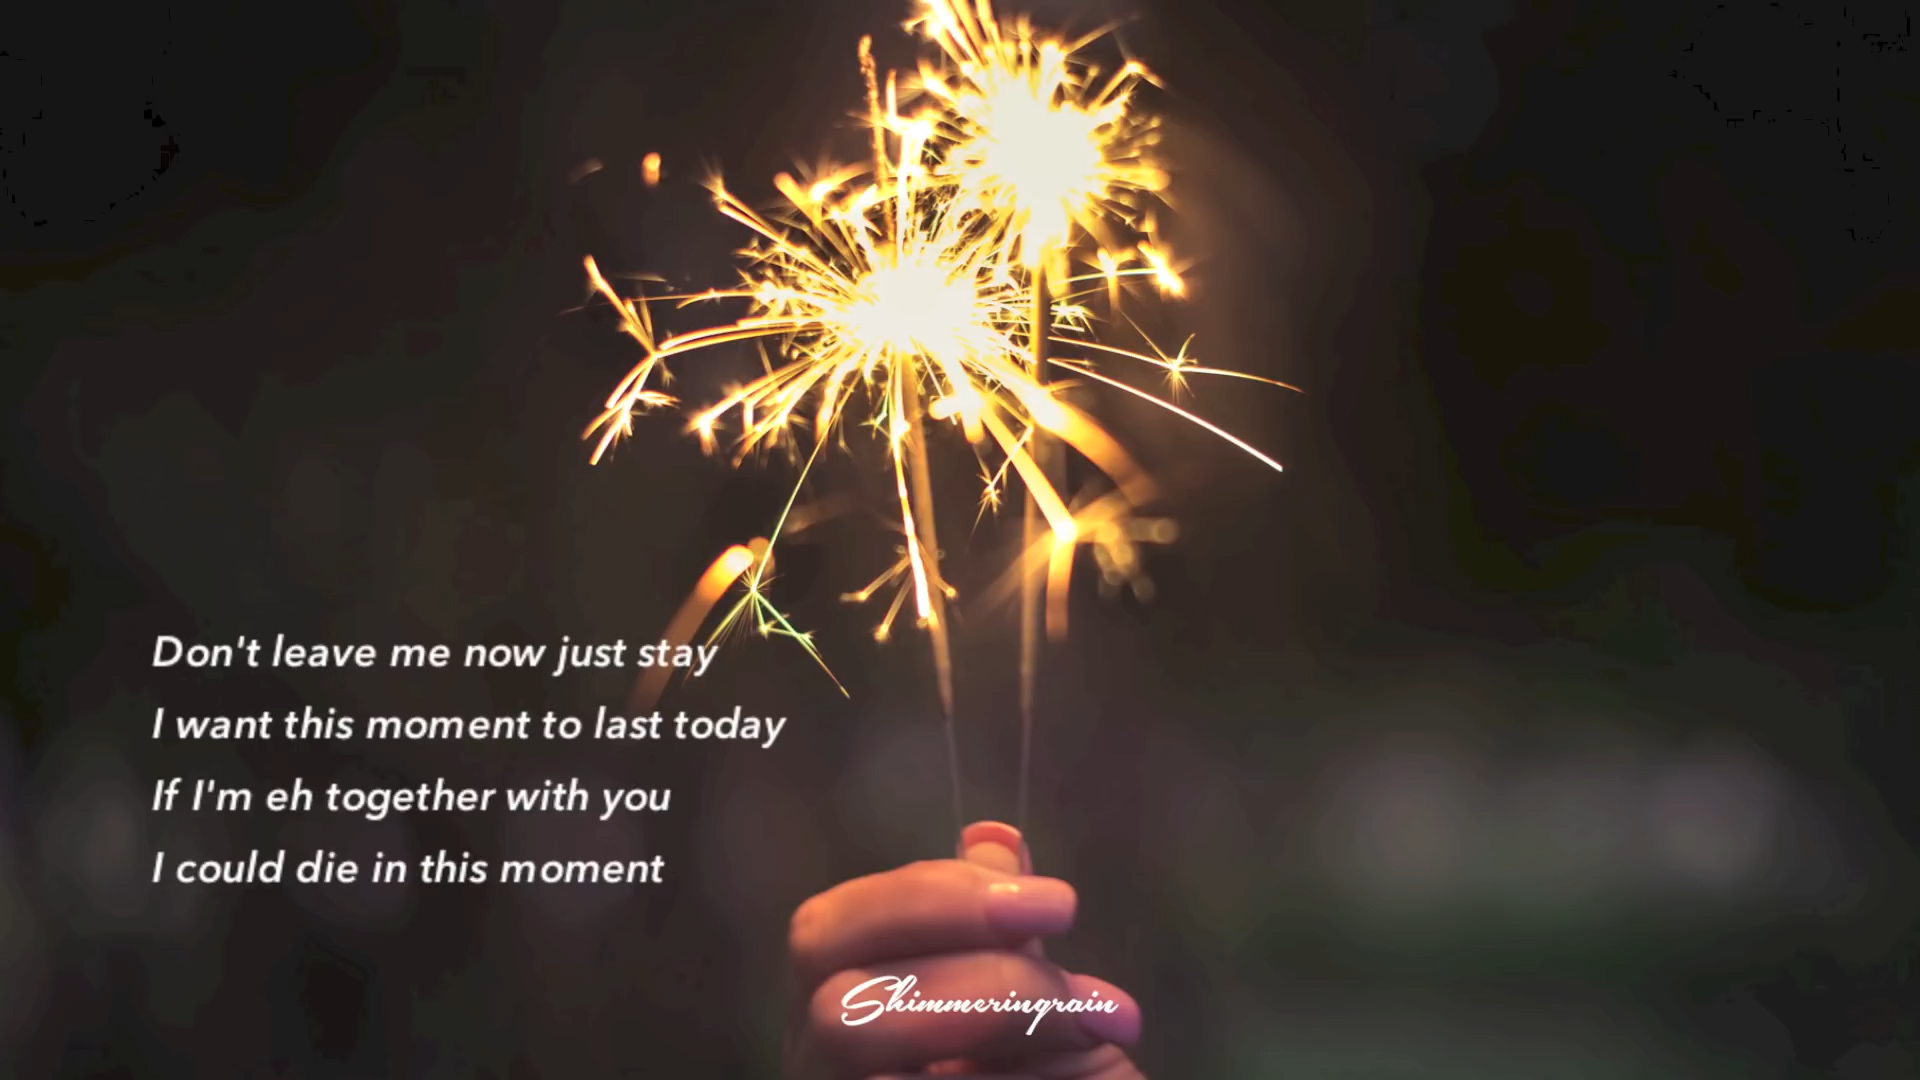 Don't leave me now just stay
I want this moment to last today
If I'm eh together with you
I could die in this moment
Shimmeringrain